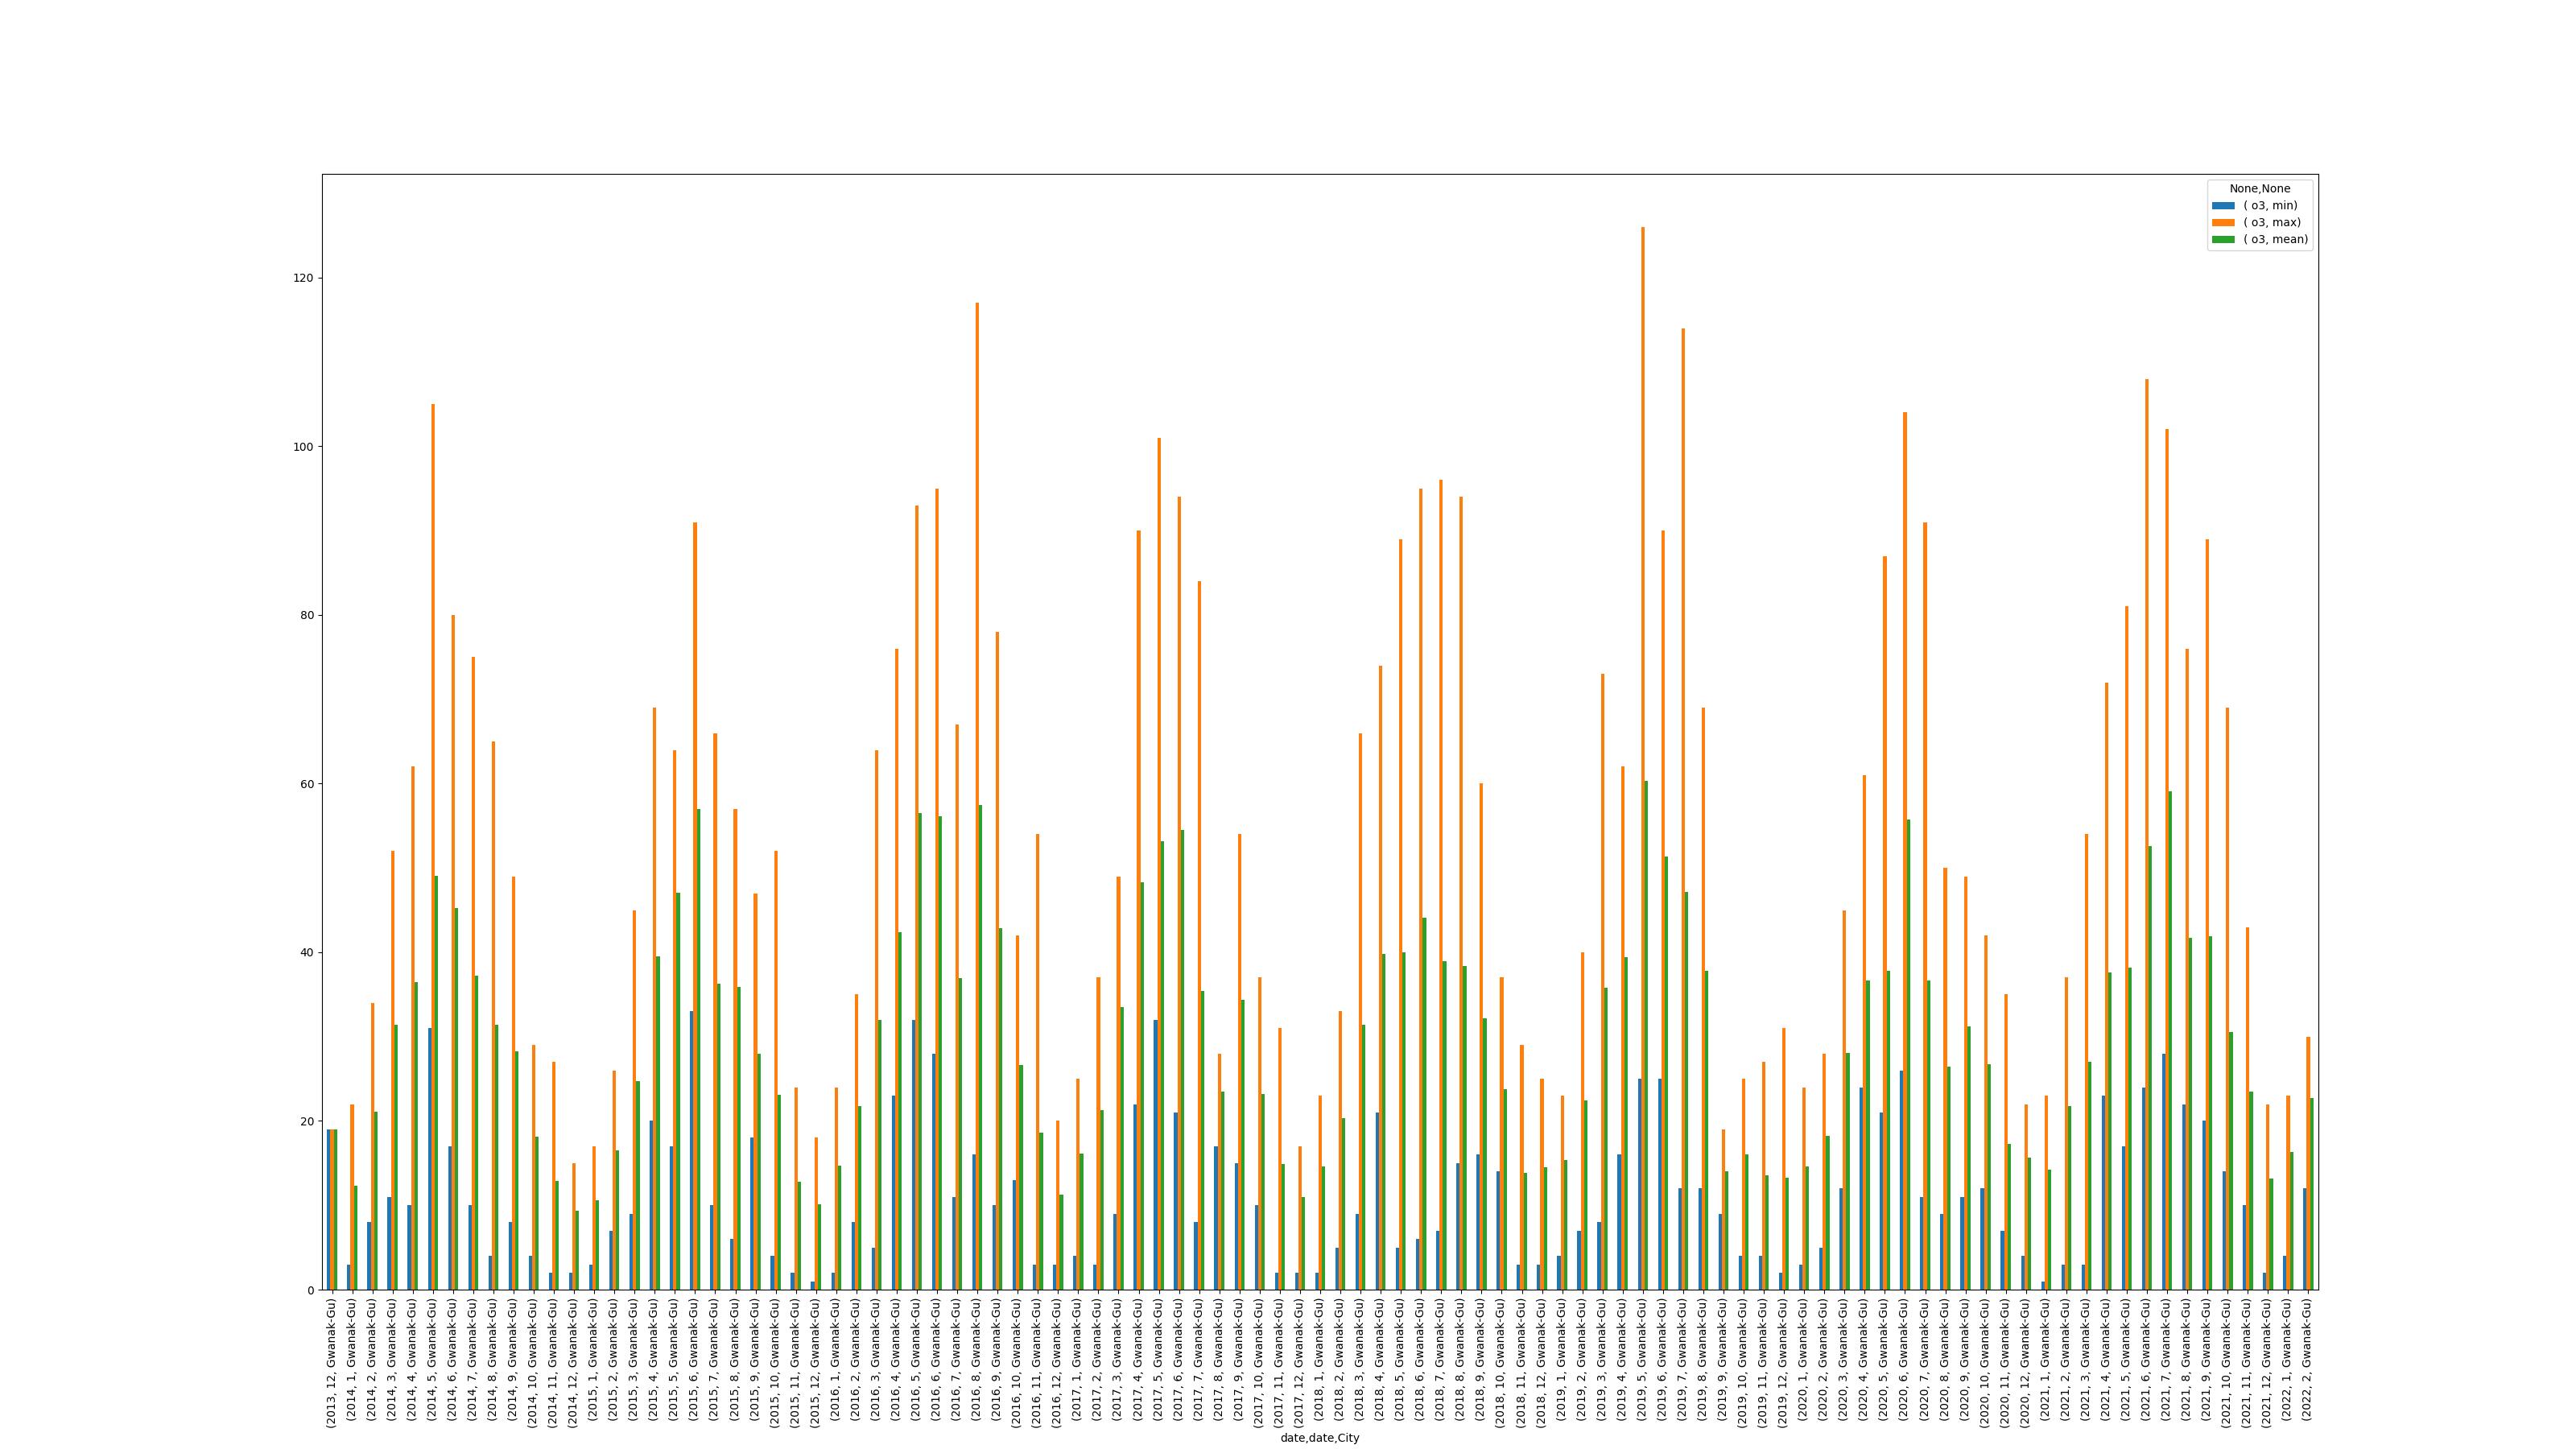 None,None
( o3, min)
( o3, max)
( o3, mean)
120
100
80
60
40
20
0
(2013, 12, Gwanak-Gu)
(2014, 1, Gwanak-Gu)
(2014, 2, Gwanak-Gu)
(2014, 3, Gwanak-Gu)
(2014, 4, Gwanak-Gu)
(2014, 5, Gwanak-Gu)
(2014, 6, Gwanak-Gu)
(2014, 7, Gwanak-Gu)
(2014, 8, Gwanak-Gu)
(2014, 9, Gwanak-Gu)
(2014, 10, Gwanak-Gu)
(2014, 11, Gwanak-Gu)
(2014, 12, Gwanak-Gu)
(2015, 1, Gwanak-Gu)
(2015, 2, Gwanak-Gu)
(2015, 3, Gwanak-Gu)
(2015, 4, Gwanak-Gu)
(2015, 5, Gwanak-Gu)
(2015, 6, Gwanak-Gu)
(2015, 7, Gwanak-Gu)
(2015, 8, Gwanak-Gu)
(2015, 9, Gwanak-Gu)
(2015, 10, Gwanak-Gu)
(2015, 11, Gwanak-Gu)
(2015, 12, Gwanak-Gu)
(2016, 1, Gwanak-Gu)
(2016, 2, Gwanak-Gu)
(2016, 3, Gwanak-Gu)
(2016, 4, Gwanak-Gu)
(2016, 5, Gwanak-Gu)
(2016, 6, Gwanak-Gu)
(2016, 7, Gwanak-Gu)
(2016, 8, Gwanak-Gu)
(2016, 9, Gwanak-Gu)
(2016, 10, Gwanak-Gu)
(2016, 11, Gwanak-Gu)
(2016, 12, Gwanak-Gu)
(2017, 1, Gwanak-Gu)
(2017, 2, Gwanak-Gu)
(2017, 3, Gwanak-Gu)
(2017, 4, Gwanak-Gu)
(2017, 5, Gwanak-Gu)
(2017, 6, Gwanak-Gu)
(2017, 7, Gwanak-Gu)
(2017, 8, Gwanak-Gu)
(2017, 9, Gwanak-Gu)
(2017, 10, Gwanak-Gu)
(2017, 11, Gwanak-Gu)
(2017, 12, Gwanak-Gu)
(2018, 1, Gwanak-Gu)
(2018, 2, Gwanak-Gu)
(2018, 3, Gwanak-Gu)
(2018, 4, Gwanak-Gu)
(2018, 5, Gwanak-Gu)
(2018, 6, Gwanak-Gu)
(2018, 7, Gwanak-Gu)
(2018, 8, Gwanak-Gu)
(2018, 9, Gwanak-Gu)
(2018, 10, Gwanak-Gu)
(2018, 11, Gwanak-Gu)
(2018, 12, Gwanak-Gu)
(2019, 1, Gwanak-Gu)
(2019, 2, Gwanak-Gu)
(2019, 3, Gwanak-Gu)
(2019, 4, Gwanak-Gu)
(2019, 5, Gwanak-Gu)
(2019, 6, Gwanak-Gu)
(2019, 7, Gwanak-Gu)
(2019, 8, Gwanak-Gu)
(2019, 9, Gwanak-Gu)
(2019, 10, Gwanak-Gu)
(2019, 11, Gwanak-Gu)
(2019, 12, Gwanak-Gu)
(2020, 1, Gwanak-Gu)
(2020, 2, Gwanak-Gu)
(2020, 3, Gwanak-Gu)
(2020, 4, Gwanak-Gu)
(2020, 5, Gwanak-Gu)
(2020, 6, Gwanak-Gu)
(2020, 7, Gwanak-Gu)
(2020, 8, Gwanak-Gu)
(2020, 9, Gwanak-Gu)
(2020, 10, Gwanak-Gu)
(2020, 11, Gwanak-Gu)
(2020, 12, Gwanak-Gu)
(2021, 1, Gwanak-Gu)
(2021, 2, Gwanak-Gu)
(2021, 3, Gwanak-Gu)
(2021, 4, Gwanak-Gu)
(2021, 5, Gwanak-Gu)
(2021, 6, Gwanak-Gu)
(2021, 7, Gwanak-Gu)
(2021, 8, Gwanak-Gu)
(2021, 9, Gwanak-Gu)
(2021, 10, Gwanak-Gu)
(2021, 11, Gwanak-Gu)
(2021, 12, Gwanak-Gu)
(2022, 1, Gwanak-Gu)
(2022, 2, Gwanak-Gu)
date,date,City